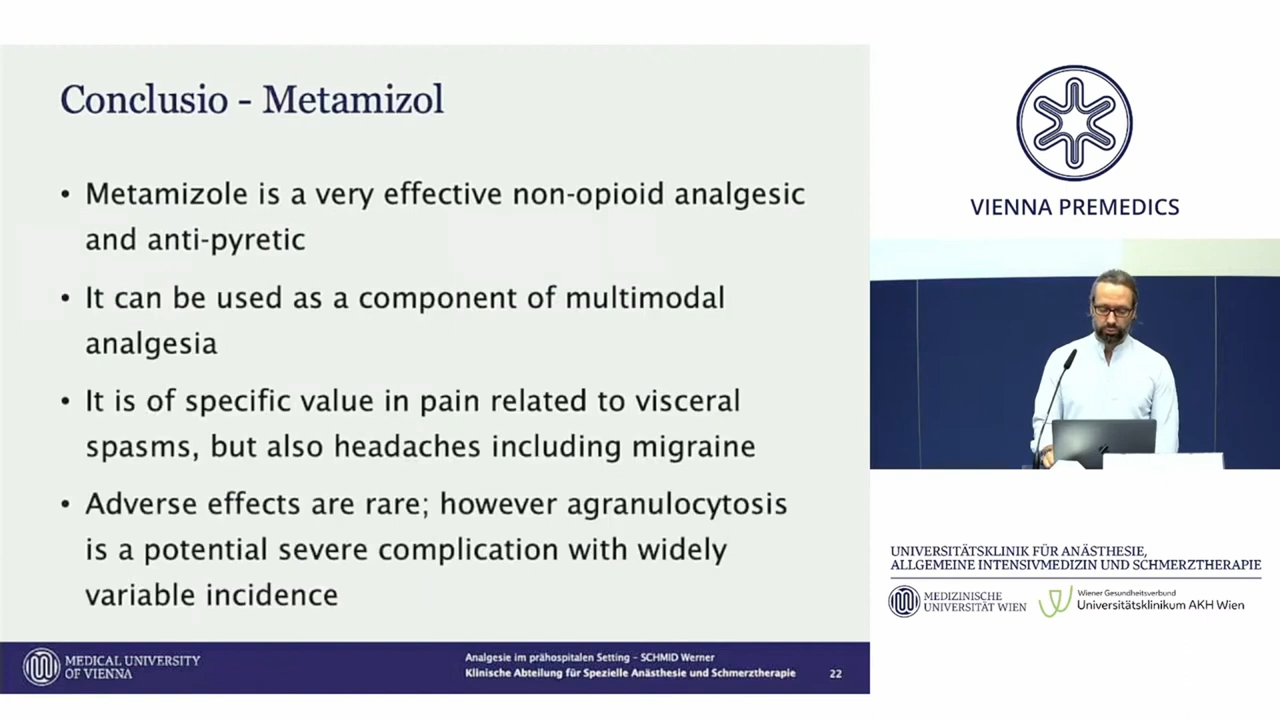 Conclusio - Metamizol
• Metamizole is a very effective non-opioid analgesic
and anti-pyretic
• It can be used as a component of multimodal
analgesia
• It is of specific value in pain related to visceral
spasms, but also headaches including migraine
• Adverse effects are rare; however agranulocytosis
is a potential severe complication with widely
variable incidence
MEDICAL UNIVERSITY
OF VIENNA
Analgesie im prähospitalen Setting – SCHMID Werner
Klinische Abteilung für Spezielle Anästhesie und Schmerztherapie
22
VIENNA PREMEDICS
UNIVERSITÄTSKLINIK FÜR ANÄSTHESIE,
ALLGEMEINE INTENSIVMEDIZIN UND SCHMERZTHERAPIE
MEDIZINISCHE
UNIVERSITÄT WIEN
Wiener Gesundheitsverbund
Universitätsklinikum AKH Wien